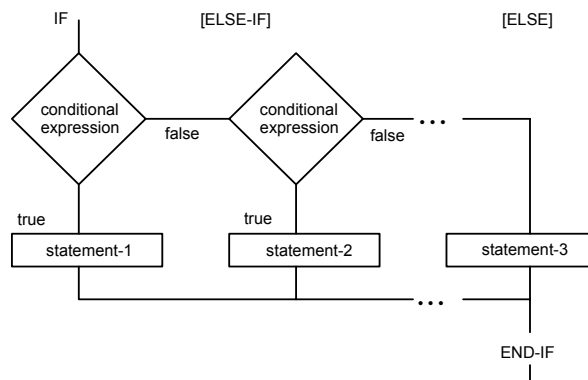 IF
[ELSE-IF]
[ELSE]
conditional
expression
conditional
expression
false
false
...
true
true
statement-1
statement-2
statement-3
...
END-IF